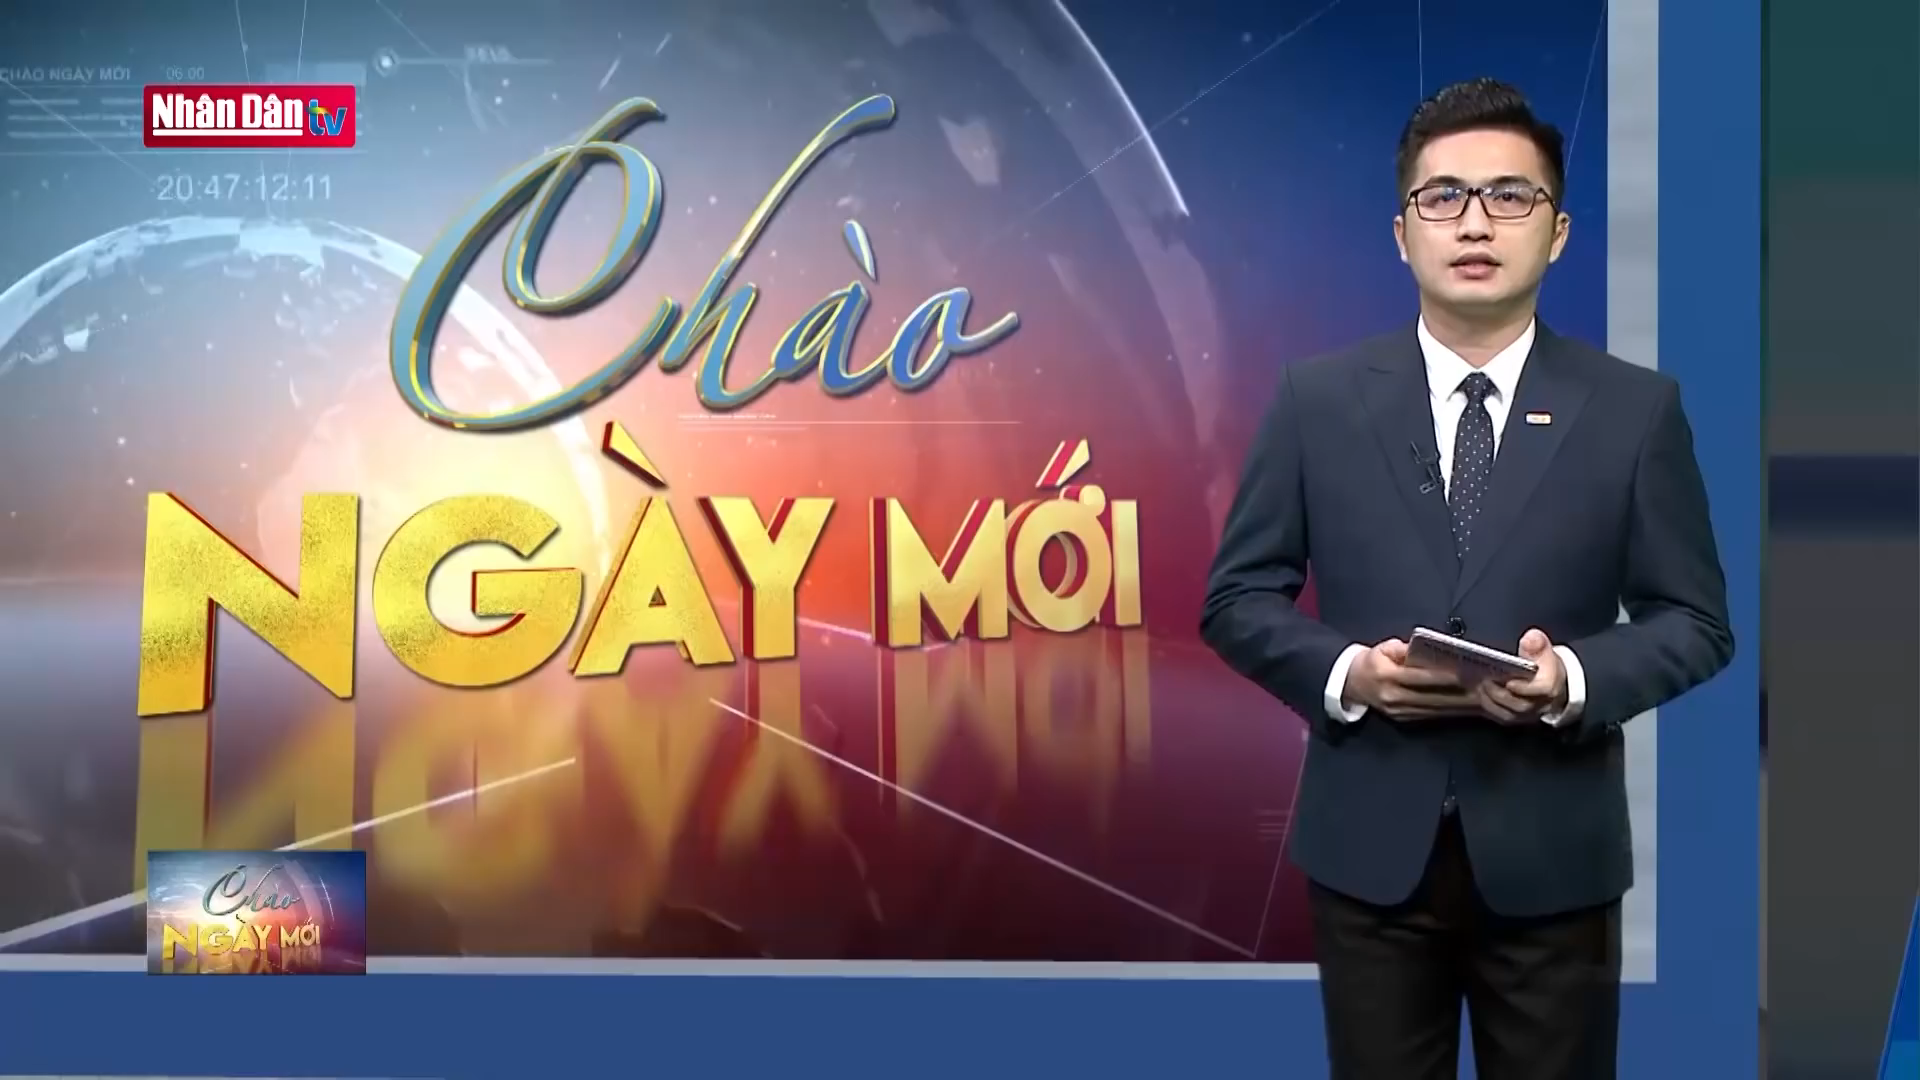 CHÀO NGÀY MỚI 06:00
Nhân Dân tv
20:47:12:11
Chào
NGÀY MỚI
Chào
NGÀY MỚI